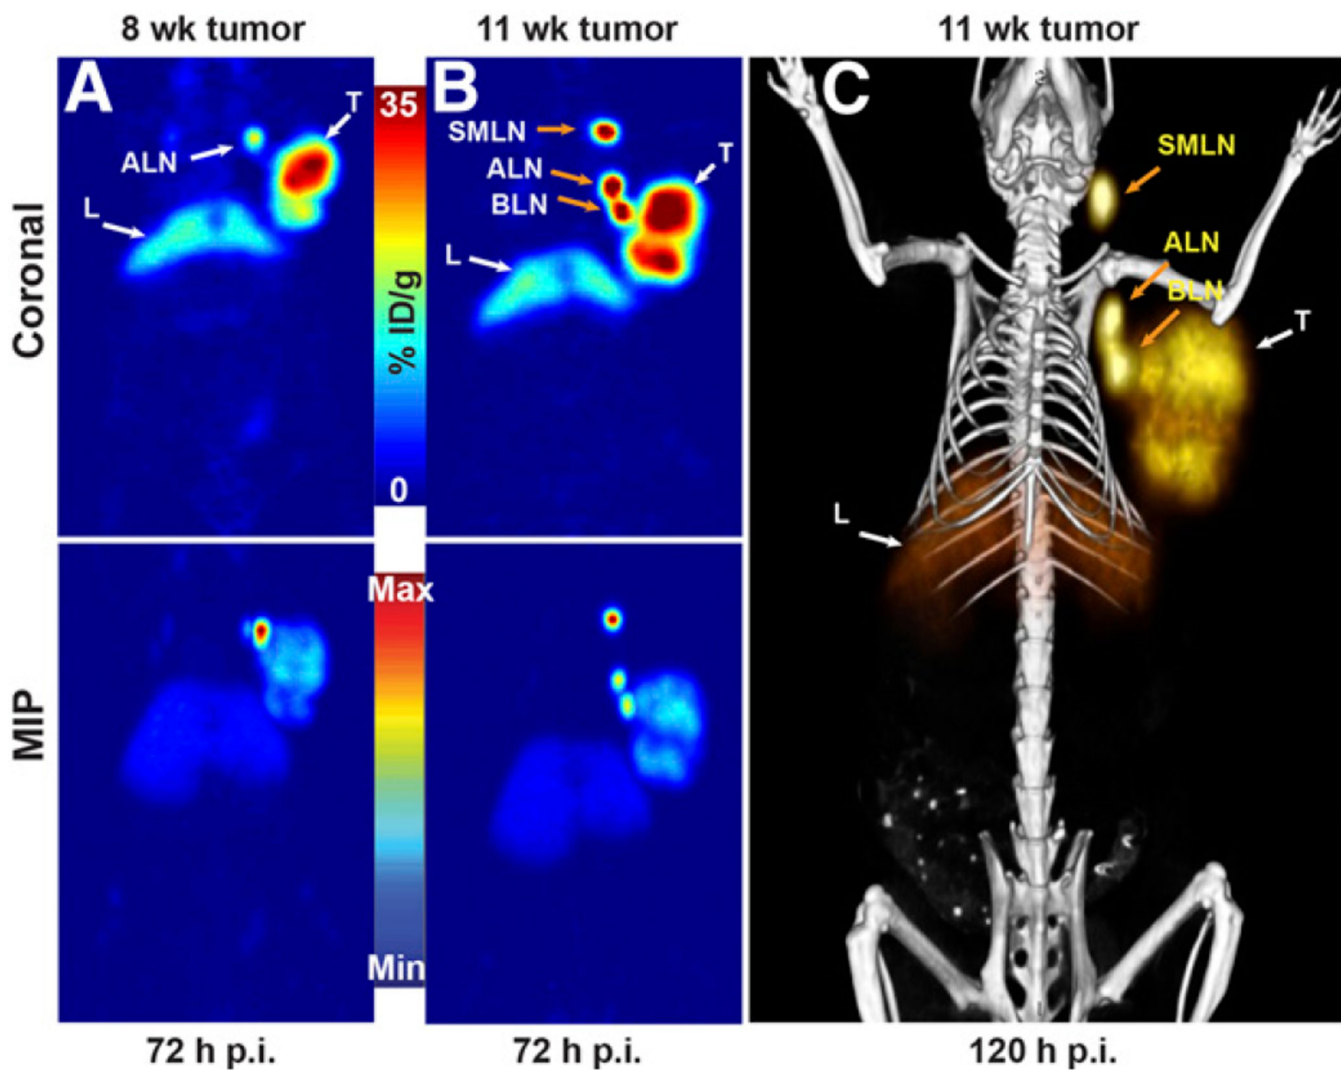 8 wk tumor
11 wk tumor
11 wk tumor
A
B
C
Coronal
MIP
T
ALN
L
35
% ID/g
0
SMLN
ALN
BLN
T
L
SMLN
ALN
BLN
T
L
Max
Min
72 h p.i.
72 h p.i.
120 h p.i.